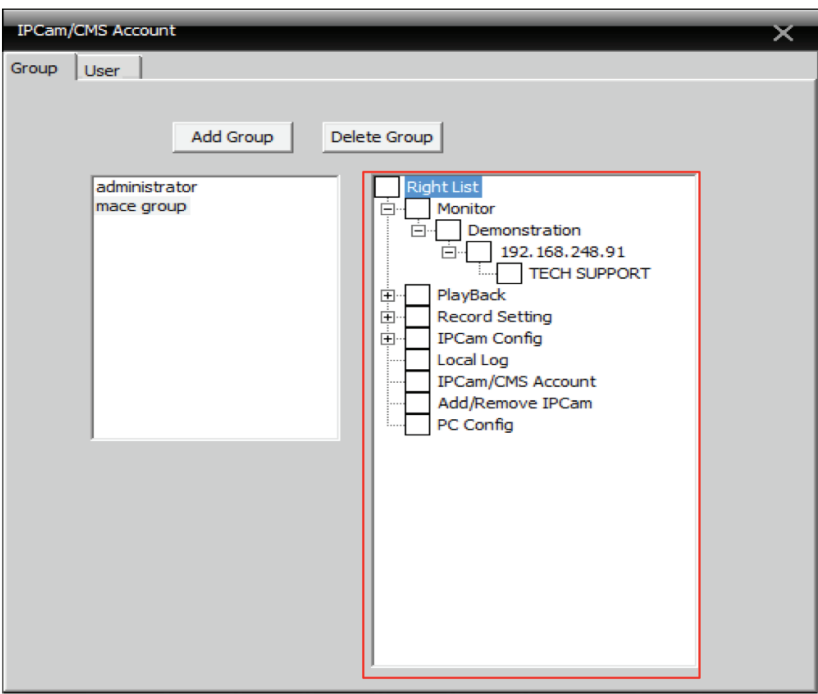 IPCam/CMS Account
Group
User
Add Group
Delete Group
administrator
mace group
Right List
Monitor
Demonstration
192.168.248.91
TECH SUPPORT
PlayBack
Record Setting
IPCam Config
Local Log
IPCam/CMS Account
Add/Remove IPCam
PC Config